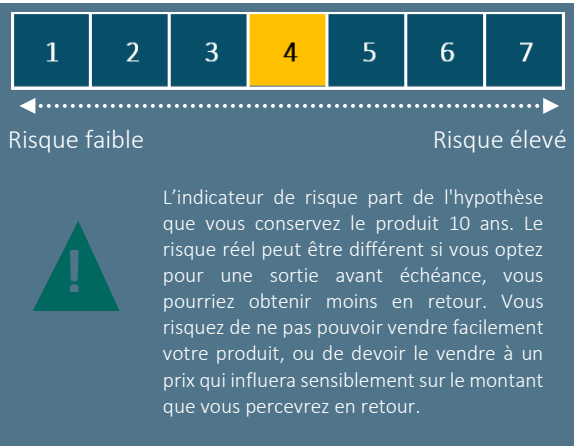 1 2 3 4 5 6 7
Risque faible Risque élevé
L’indicateur de risque part de l'hypothèse
que vous conservez le produit 10 ans. Le
risque réel peut être différent si vous optez
pour une sortie avant échéance, vous
pourriez obtenir moins en retour. Vous
risquez de ne pas pouvoir vendre facilement
votre produit, ou de devoir le vendre à un
prix qui influera sensiblement sur le montant
que vous percevrez en retour.
!